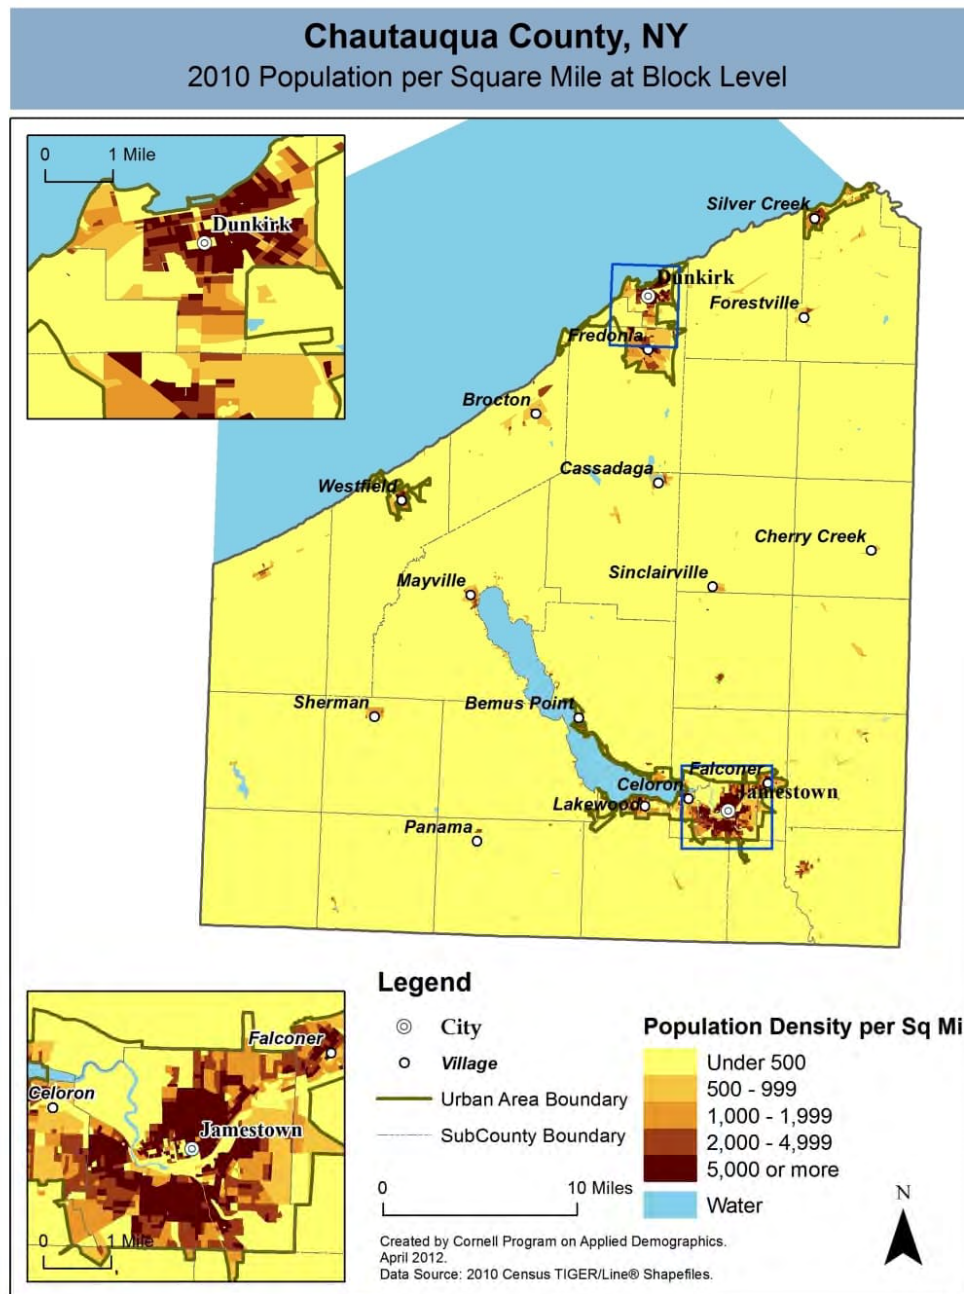 Chautauqua County, NY
2010 Population per Square Mile at Block Level
0 1 Mile
Dunkirk
Silver Creek
Dunkirk
Forestville
Fredonia
Brocton
Cassadaga
Westfield
Cherry Creek
Sinclairville
Mayville
Sherman
Bemus Point
Falconer
Celoron
Jamestown
Lakewood
Panama
Falconer
Celoron
Jamestown
0 1 Mile
Legend
City
Village
Urban Area Boundary
SubCounty Boundary
0 10 Miles
Population Density per Sq Mi
Under 500
500 - 999
1,000 - 1,999
2,000 - 4,999
5,000 or more
Water
N
Created by Cornell Program on Applied Demographics.
April 2012.
Data Source: 2010 Census TIGER/Line® Shapefiles.